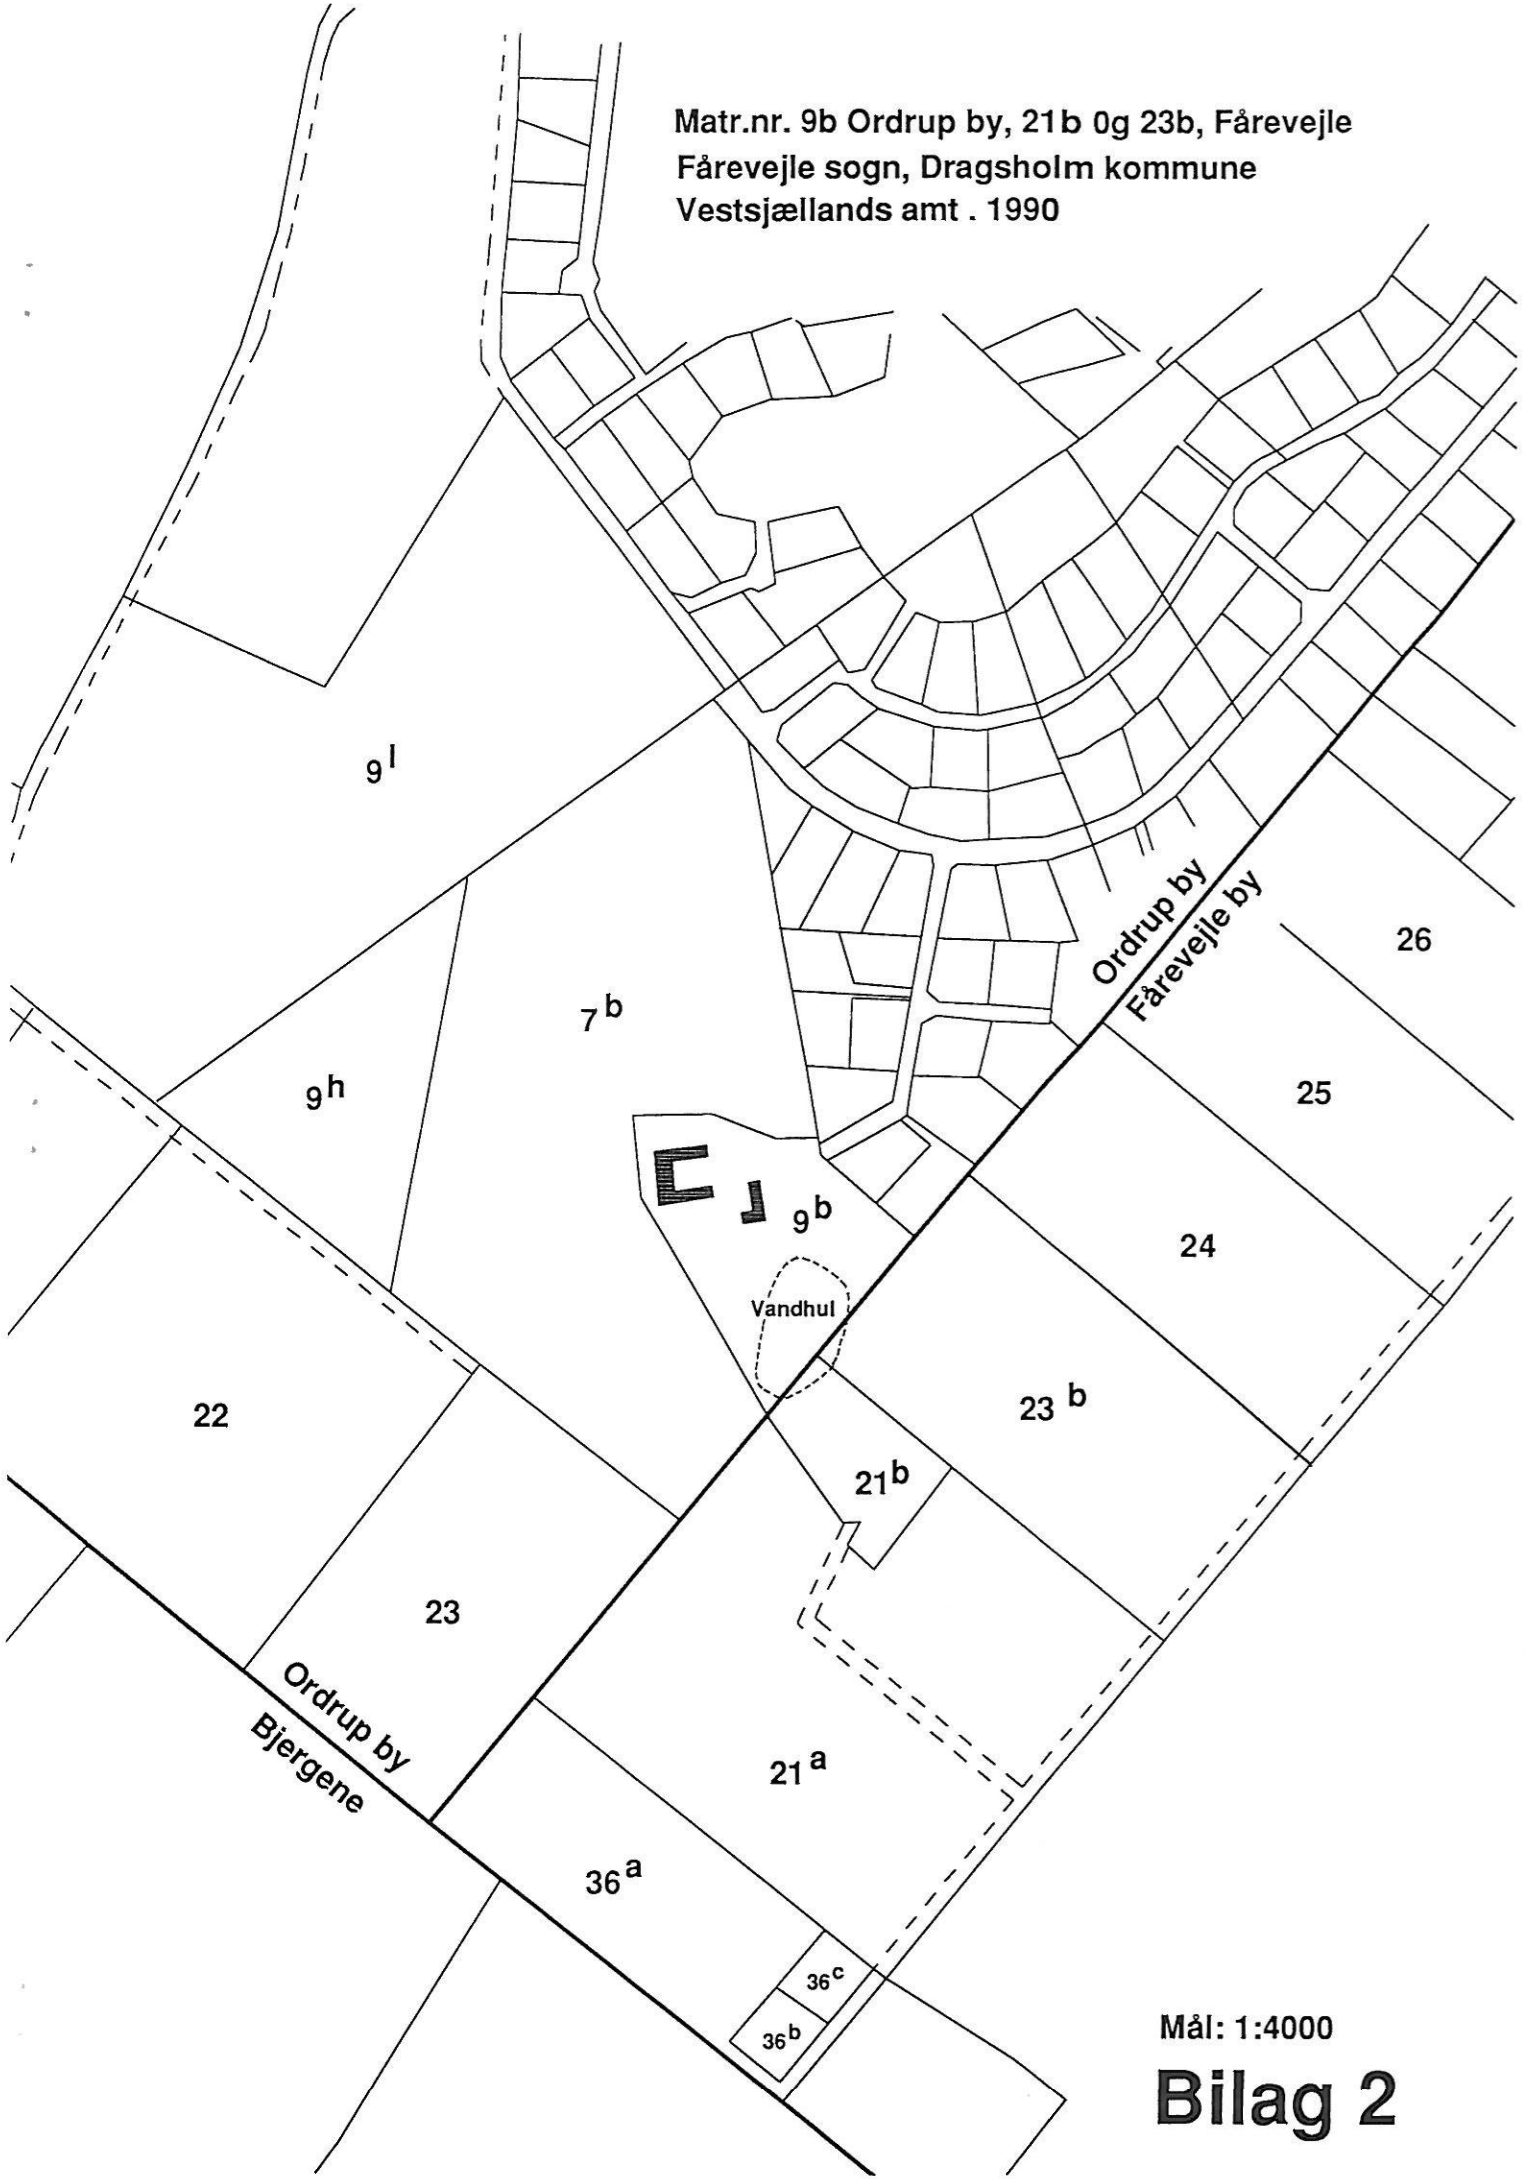 Matr.nr. 9b Ordrup by, 21b 0g 23b, Fårevejle
Fårevejle sogn, Dragsholm kommune
Vestsjællands amt . 1990
9 l
Ordrup by
Fårevejle by
26
7 b
9 h
25
9 b
24
Vandhul
23 b
22
21 b
23
Ordrup by
Bjergene
21 a
36 a
36 c
36 b
Mål: 1:4000
Bilag 2